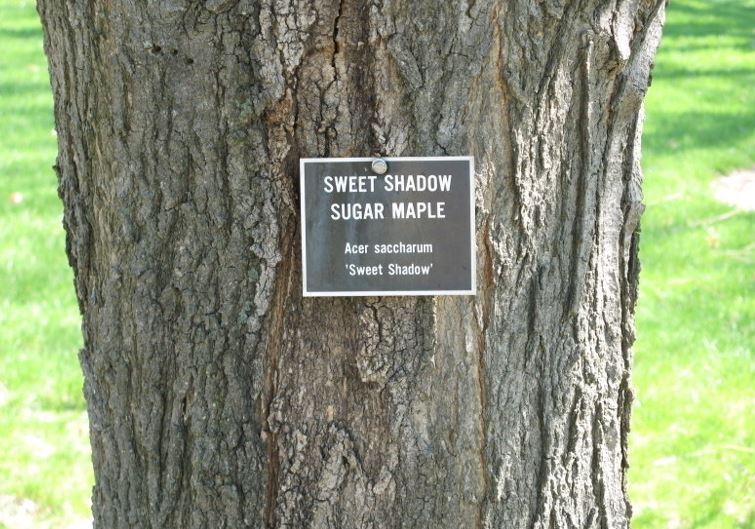 SWEET SHADOW
SUGAR MAPLE
Acer saccharum
'Sweet Shadow'